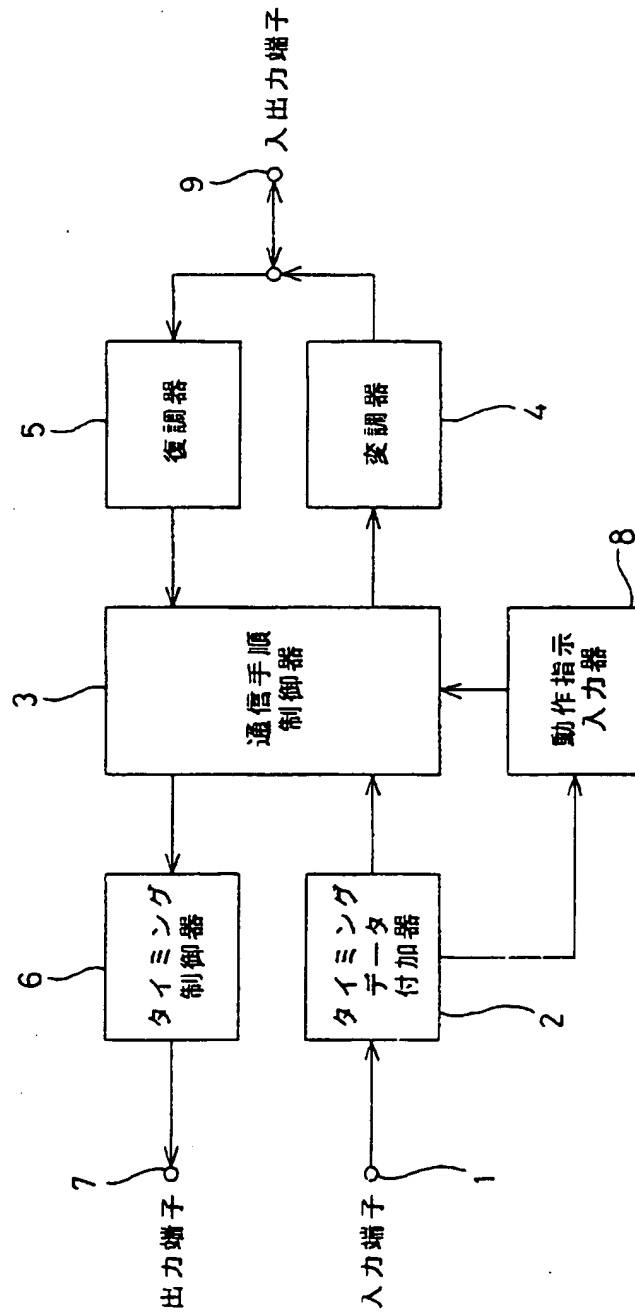 7
出力端子
6
タイミング
制御器
3
通信手順
制御器
5
復調器
9
入出力端子
入力端子
1
タイミング
データ
付加器
2
変調器
4
動作指示
入力器
8